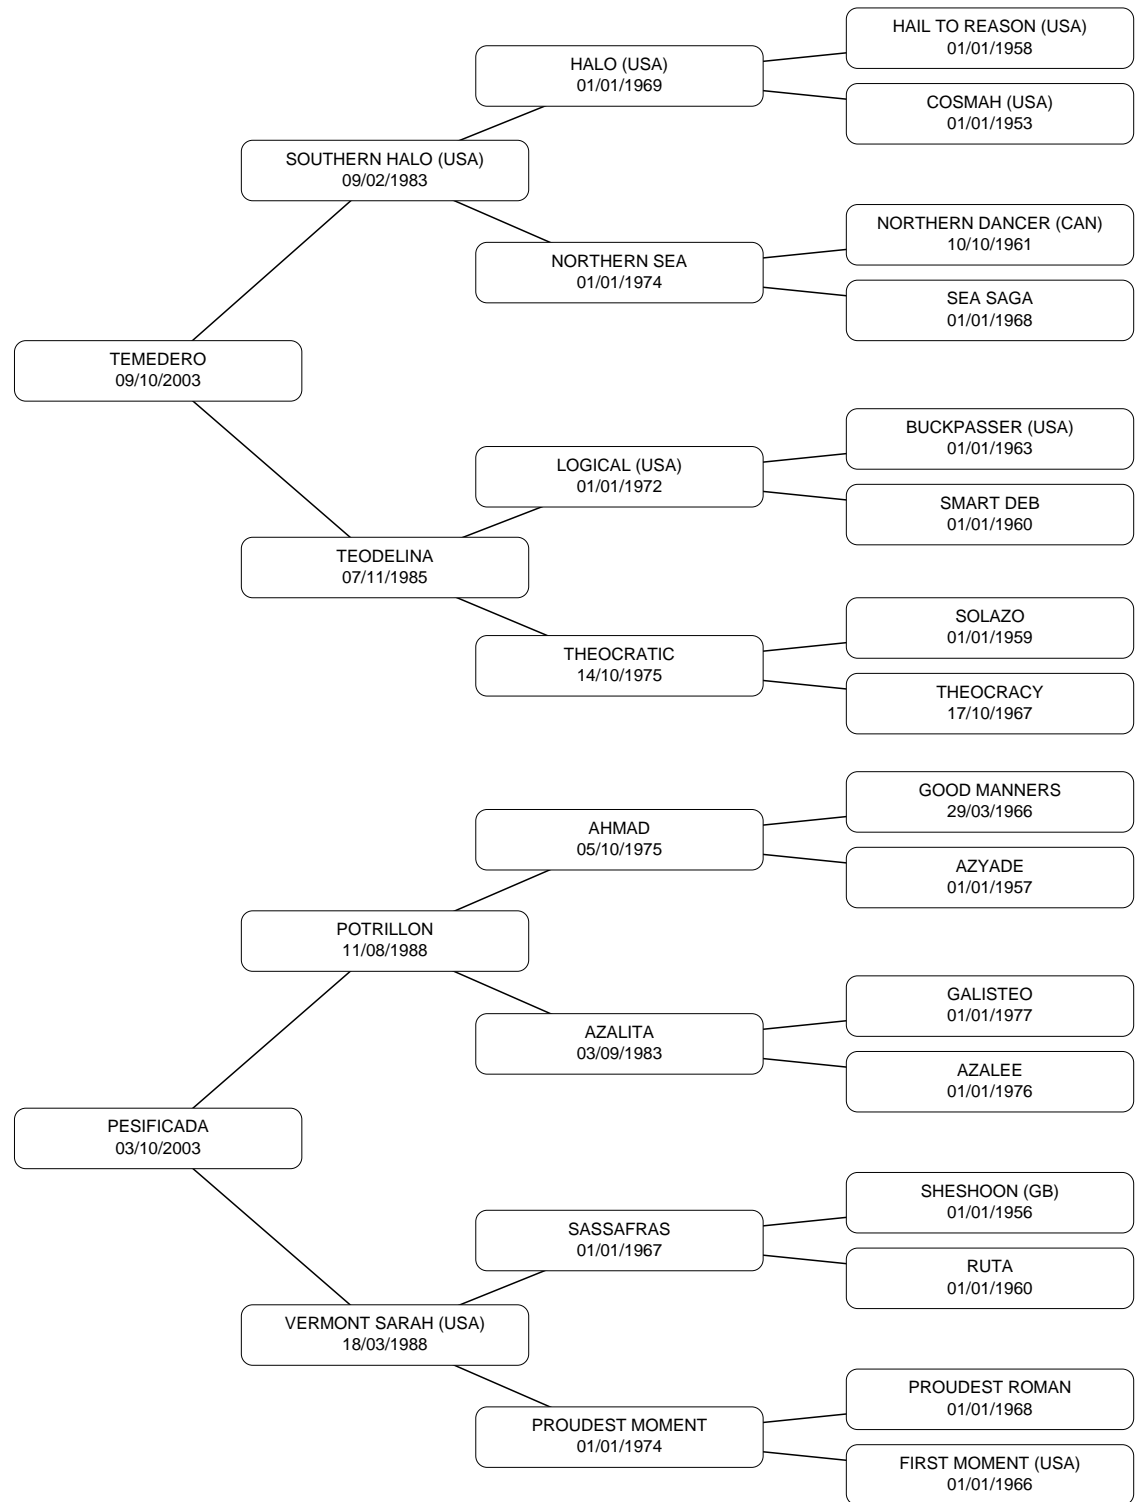 HAIL TO REASON (USA)
01/01/1958
HALO (USA)
01/01/1969
COSMAH (USA)
01/01/1953
SOUTHERN HALO (USA)
09/02/1983
NORTHERN DANCER (CAN)
10/10/1961
NORTHERN SEA
01/01/1974
SEA SAGA
01/01/1968
TEMEDERO
09/10/2003
BUCKPASSER (USA)
01/01/1963
LOGICAL (USA)
01/01/1972
SMART DEB
01/01/1960
TEODELINA
07/11/1985
SOLAZO
01/01/1959
THEOCRATIC
14/10/1975
THEOCRACY
17/10/1967
GOOD MANNERS
29/03/1966
AHMAD
05/10/1975
AZYADE
01/01/1957
POTRILLON
11/08/1988
GALISTEO
01/01/1977
AZALITA
03/09/1983
AZALEE
01/01/1976
PESIFICADA
03/10/2003
SHESHOON (GB)
01/01/1956
SASSAFRAS
01/01/1967
RUTA
01/01/1960
VERMONT SARAH (USA)
18/03/1988
PROUDEST ROMAN
01/01/1968
PROUDEST MOMENT
01/01/1974
FIRST MOMENT (USA)
01/01/1966